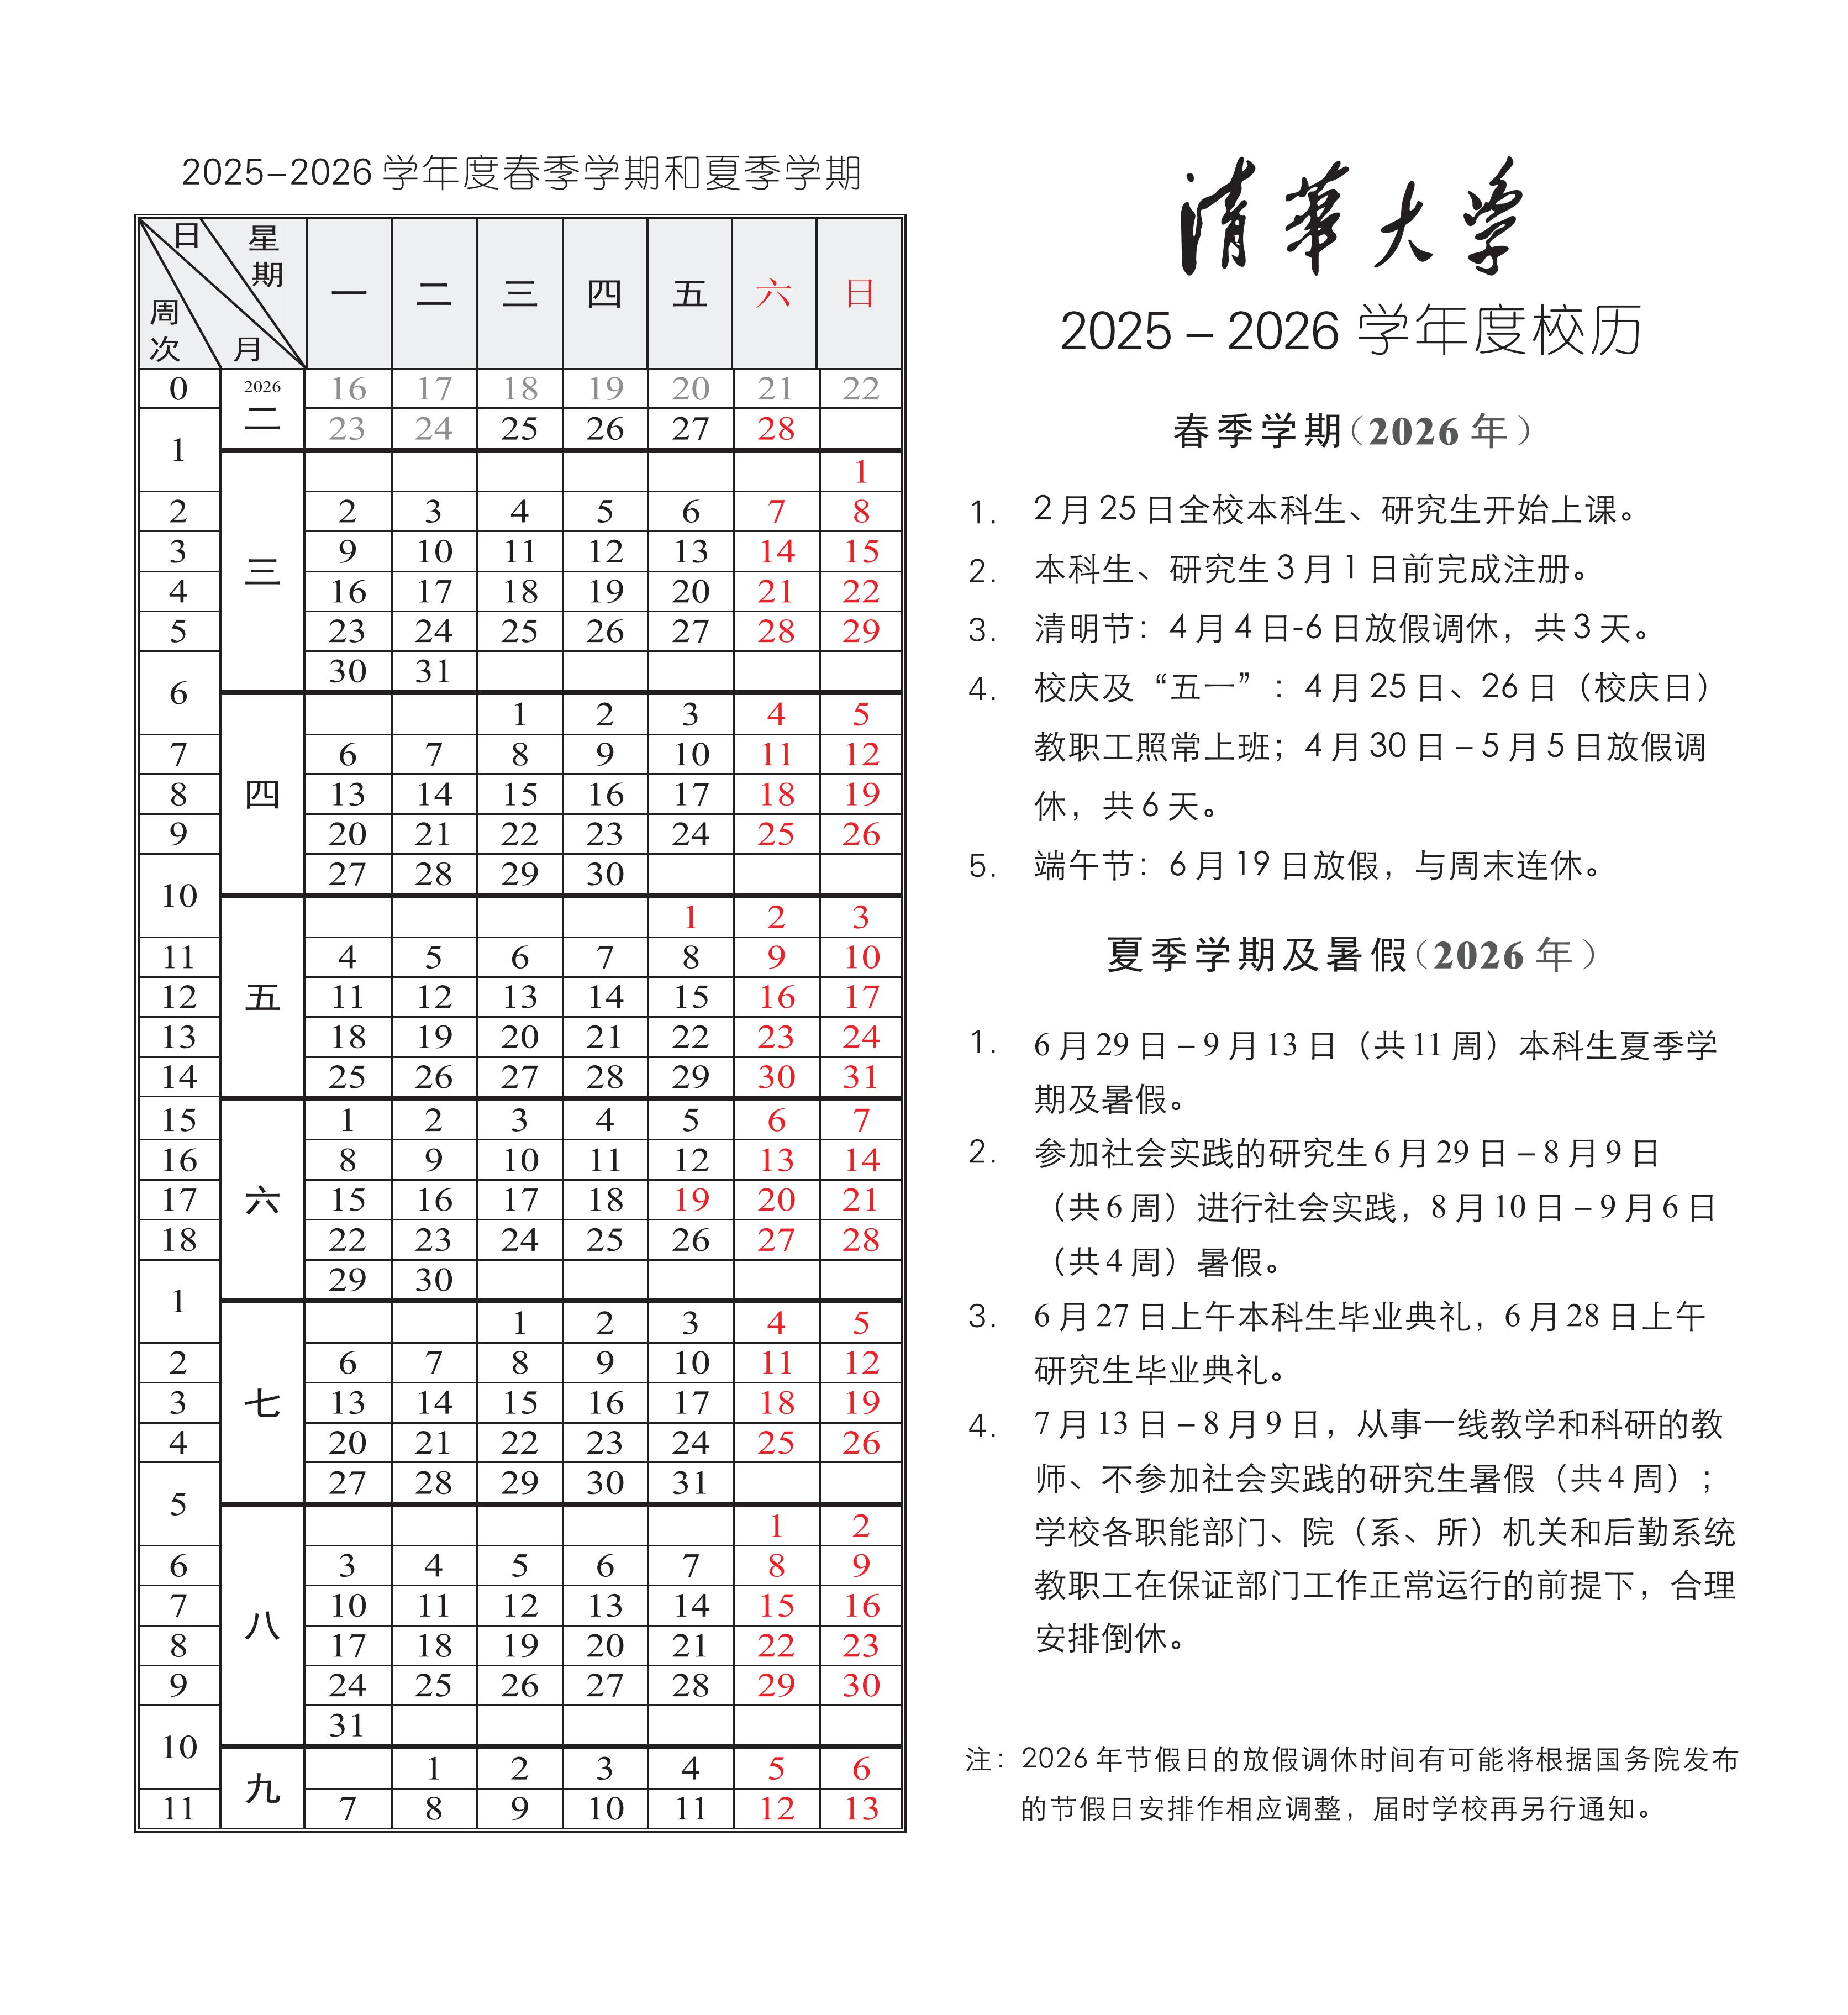 2025–2026 学年度春季学期和夏季学期
日 星期 周次 月 一 二 三 四 五 六 日
0 2026 二 16 17 18 19 20 21 22
1 23 24 25 26 27 28
三 1
2 2 3 4 5 6 7 8
3 9 10 11 12 13 14 15
4 16 17 18 19 20 21 22
5 23 24 25 26 27 28 29
6 30 31
四 1 2 3 4 5
7 6 7 8 9 10 11 12
8 13 14 15 16 17 18 19
9 20 21 22 23 24 25 26
10 27 28 29 30
五 1 2 3
11 4 5 6 7 8 9 10
12 11 12 13 14 15 16 17
13 18 19 20 21 22 23 24
14 25 26 27 28 29 30 31
15 六 1 2 3 4 5 6 7
16 8 9 10 11 12 13 14
17 15 16 17 18 19 20 21
18 22 23 24 25 26 27 28
1 29 30
七 1 2 3 4 5
2 6 7 8 9 10 11 12
3 13 14 15 16 17 18 19
4 20 21 22 23 24 25 26
5 27 28 29 30 31
八 1 2
6 3 4 5 6 7 8 9
7 10 11 12 13 14 15 16
8 17 18 19 20 21 22 23
9 24 25 26 27 28 29 30
10 31
九 1 2 3 4 5 6
11 7 8 9 10 11 12 13
清華大学
2025 – 2026 学年度校历
春季学期（2026 年）
1. 2 月 25 日全校本科生、研究生开始上课。
2. 本科生、研究生 3 月 1 日前完成注册。
3. 清明节：4 月 4 日-6 日放假调休，共 3 天。
4. 校庆及“五一”：4 月 25 日、26 日（校庆日）
教职工照常上班；4 月 30 日 – 5 月 5 日放假调
休，共 6 天。
5. 端午节：6 月 19 日放假，与周末连休。
夏季学期及暑假（2026 年）
1. 6 月 29 日 – 9 月 13 日（共 11 周）本科生夏季学
期及暑假。
2. 参加社会实践的研究生 6 月 29 日 – 8 月 9 日
（共 6 周）进行社会实践，8 月 10 日 – 9 月 6 日
（共 4 周）暑假。
3. 6 月 27 日上午本科生毕业典礼，6 月 28 日上午
研究生毕业典礼。
4. 7 月 13 日 – 8 月 9 日，从事一线教学和科研的教
师、不参加社会实践的研究生暑假（共 4 周）；
学校各职能部门、院（系、所）机关和后勤系统
教职工在保证部门工作正常运行的前提下，合理
安排倒休。
注：2026 年节假日的放假调休时间有可能将根据国务院发布
的节假日安排作相应调整，届时学校再另行通知。